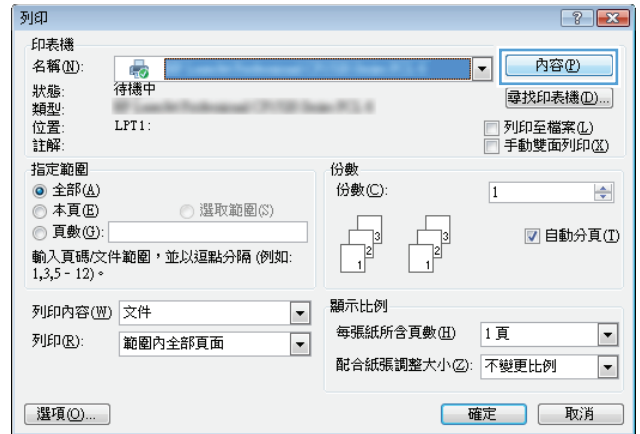 列印
印表機
名稱(N):
內容(P)
狀態: 待機中
尋找印表機(D)...
類型:
位置: LPT1:
列印至檔案(L)
註解:
手動雙面列印(X)
指定範圍
全部(A)
本頁(E) 選取範圍(S)
頁數(G):
輸入頁碼/文件範圍，並以逗點分隔 (例如:
1,3,5 - 12)。
份數
份數(C): 1
3 2 1
3 2 1
自動分頁(T)
列印內容(W) 文件
列印(R): 範圍內全部頁面
顯示比例
每張紙所含頁數(H) 1 頁
配合紙張調整大小(Z): 不變更比例
選項(O)...
確定
取消